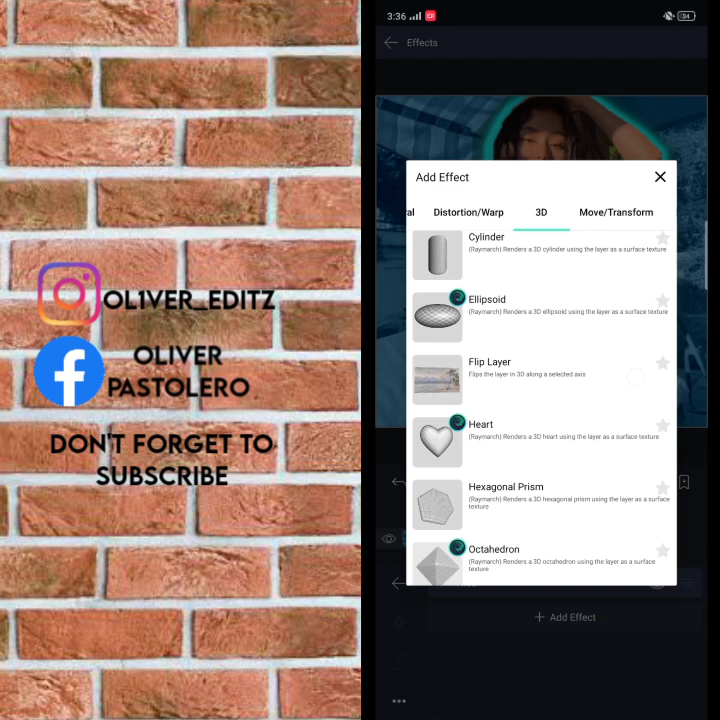 OL1VER_EDITZ
OLIVER
PASTOLERO
DON'T FORGET TO
SUBSCRIBE
3:36
34
Effects
Add Effect
al
Distortion/Warp
3D
Move/Transform
Cylinder
(Raymarch) Renders a 3D cylinder using the layer as a surface texture
Ellipsoid
(Raymarch) Renders a 3D ellipsoid using the layer as a surface texture
Flip Layer
Flips the layer in 3D along a selected axis
Heart
(Raymarch) Renders a 3D heart using the layer as a surface texture
Hexagonal Prism
(Raymarch) Renders a 3D hexagonal prism using the layer as a surface
texture
Octahedron
(Raymarch) Renders a 3D octahedron using the layer as a surface
texture
+ Add Effect